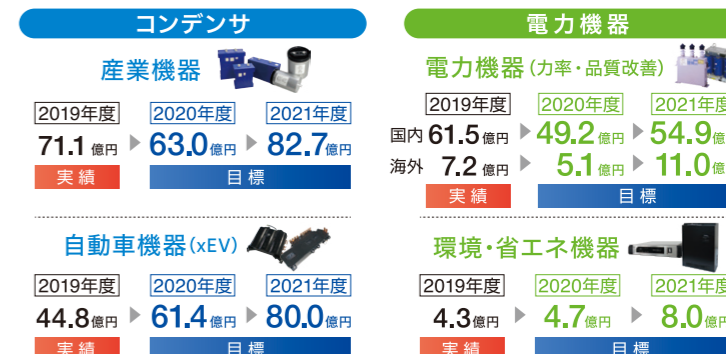 コンデンサ
産業機器
2019年度 2020年度 2021年度
71.1億円 63.0億円 82.7億円
実績 目標
自動車機器(xEV)
2019年度 2020年度 2021年度
44.8億円 61.4億円 80.0億円
実績 目標
電力機器
電力機器(力率・品質改善)
2019年度 2020年度 2021年度
国内 61.5億円 49.2億円 54.9億
海外 7.2億円 5.1億円 11.0億
実績 目標
環境・省エネ機器
2019年度 2020年度 2021年度
4.3億円 4.7億円 8.0億円
実績 目標